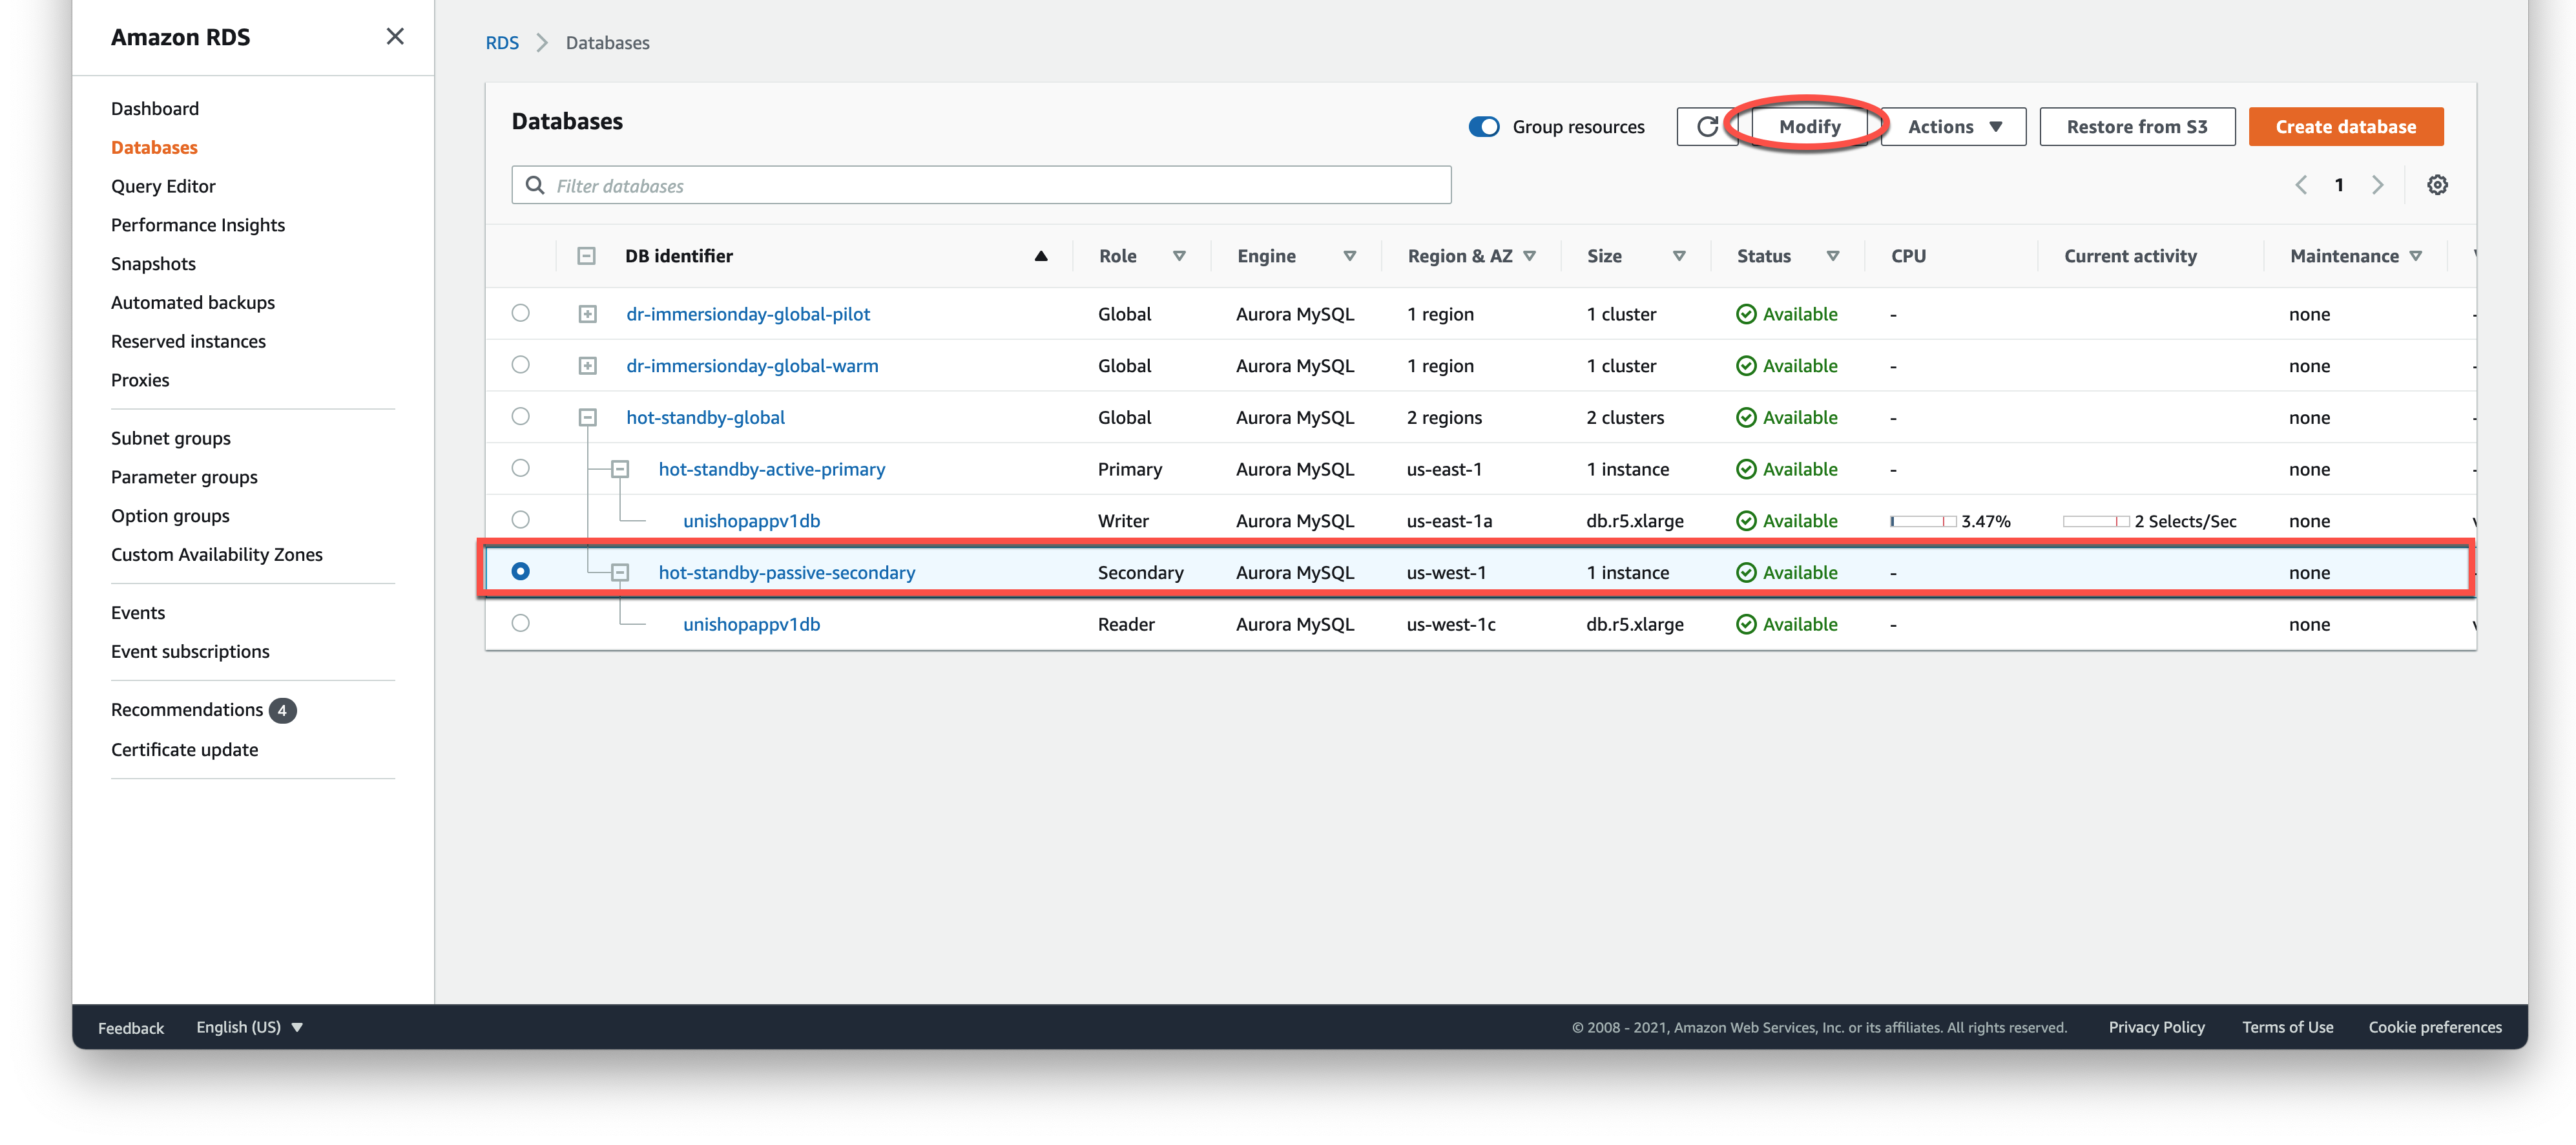 Amazon RDS
Dashboard
Databases
Query Editor
Performance Insights
Snapshots
Automated backups
Reserved instances
Proxies
Subnet groups
Parameter groups
Option groups
Custom Availability Zones
Events
Event subscriptions
Recommendations 4
Certificate update
RDS > Databases
Databases
Group resources Modify Actions Restore from S3 Create database
Filter databases
1
DB identifier Role Engine Region & AZ Size Status CPU Current activity Maintenance
dr-immersionday-global-pilot Global Aurora MySQL 1 region 1 cluster Available - none
dr-immersionday-global-warm Global Aurora MySQL 1 region 1 cluster Available - none
hot-standby-global Global Aurora MySQL 2 regions 2 clusters Available - none
hot-standby-active-primary Primary Aurora MySQL us-east-1 1 instance Available - none
unishopappv1db Writer Aurora MySQL us-east-1a db.r5.xlarge Available 3.47% 2 Selects/Sec none
hot-standby-passive-secondary Secondary Aurora MySQL us-west-1 1 instance Available - none
unishopappv1db Reader Aurora MySQL us-west-1c db.r5.xlarge Available - none
Feedback English (US) © 2008 - 2021, Amazon Web Services, Inc. or its affiliates. All rights reserved. Privacy Policy Terms of Use Cookie preferences